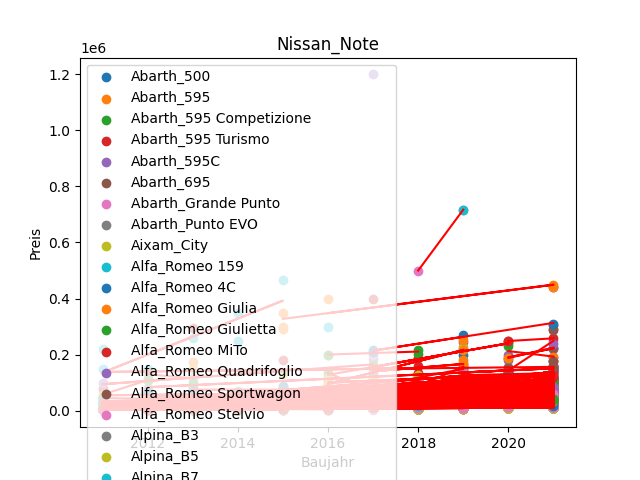 Nissan_Note
1e6
1.2
1.0
0.8
0.6
0.4
0.2
0.0
Preis
2012
2014
2016
2018
2020
Baujahr
Abarth_500
Abarth_595
Abarth_595 Competizione
Abarth_595 Turismo
Abarth_595C
Abarth_695
Abarth_Grande Punto
Abarth_Punto EVO
Aixam_City
Alfa_Romeo 159
Alfa_Romeo 4C
Alfa_Romeo Giulia
Alfa_Romeo Giulietta
Alfa_Romeo MiTo
Alfa_Romeo Quadrifoglio
Alfa_Romeo Sportwagon
Alfa_Romeo Stelvio
Alpina_B3
Alpina_B5
Alpina_B7